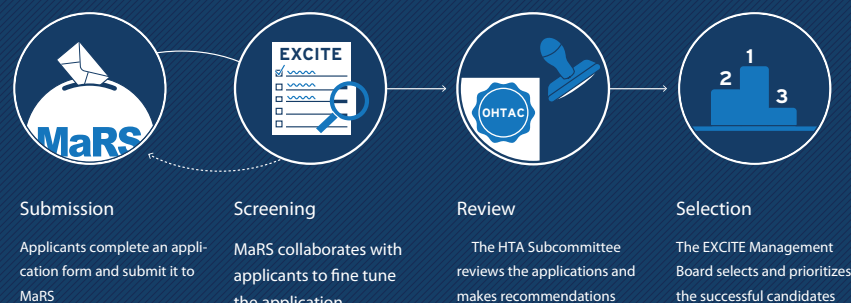 MaRS
EXCITE
OHTAC
1
2
3
Submission
Applicants complete an appli-
cation form and submit it to
MaRS
Screening
MaRS collaborates with
applicants to fine tune
the application
Review
The HTA Subcommittee
reviews the applications and
makes recommendations
Selection
The EXCITE Management
Board selects and prioritizes
the successful candidates